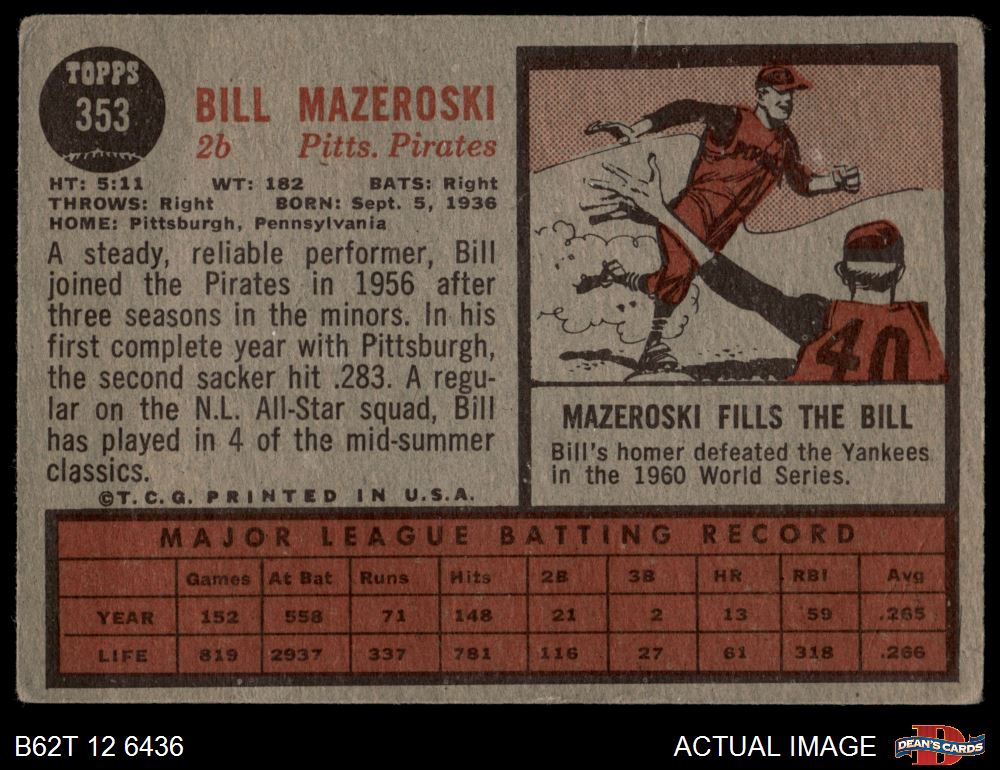 TOPPS
353
BILL MAZEROSKI
2b Pitts. Pirates
HT: 5:11 WT: 182 BATS: Right
THROWS: Right BORN: Sept. 5, 1936
HOME: Pittsburgh, Pennsylvania
A steady, reliable performer, Bill
joined the Pirates in 1956 after
three seasons in the minors. In his
first complete year with Pittsburgh,
the second sacker hit .283. A regu-
lar on the N.L. All-Star squad, Bill
has played in 4 of the mid-summer
classics.
©T.C.G. PRINTED IN U.S.A.
PIRATES
40
MAZEROSKI FILLS THE BILL
Bill's homer defeated the Yankees
in the 1960 World Series.
MAJOR LEAGUE BATTING RECORD
Games At Bat Runs Hits 2B 3B HR RBI Avg
YEAR 152 558 71 148 21 2 13 59 .265
LIFE 819 2937 337 781 116 27 61 318 .266
B62T 12 6436
ACTUAL IMAGE
D
DEAN'S CARDS